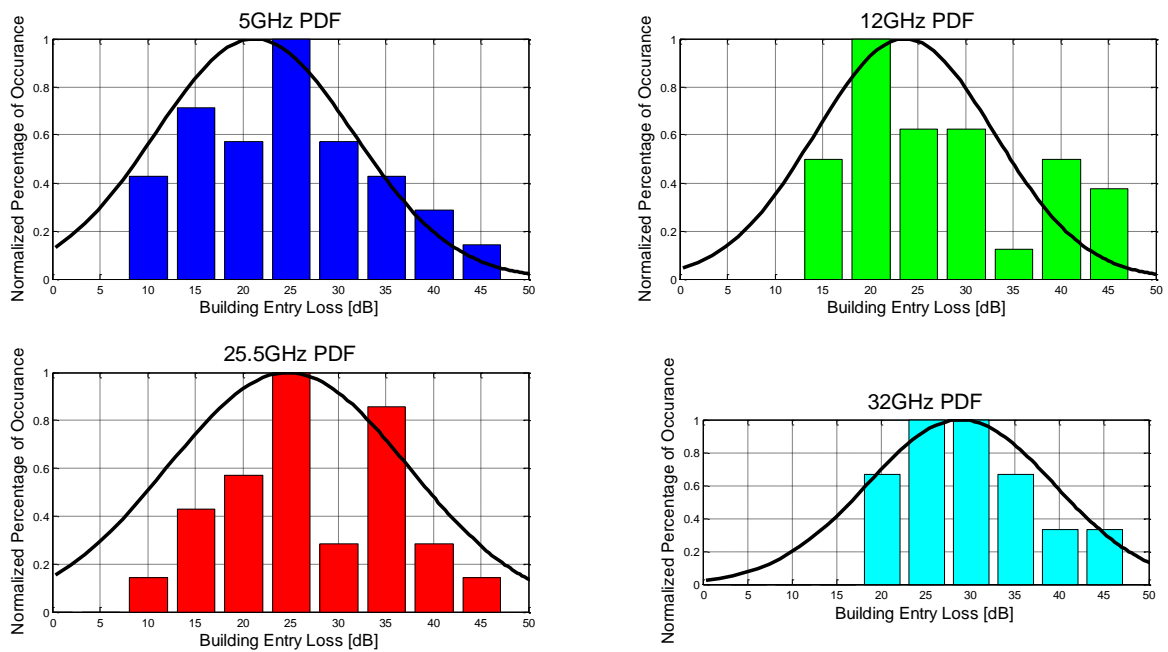 5GHz PDF
Normalized Percentage of Occurance
1
0.8
0.6
0.4
0.2
0
0 5 10 15 20 25 30 35 40 45 50
Building Entry Loss [dB]
12GHz PDF
Normalized Percentage of Occurance
1
0.8
0.6
0.4
0.2
0
0 5 10 15 20 25 30 35 40 45 50
Building Entry Loss [dB]
25.5GHz PDF
Normalized Percentage of Occurance
1
0.8
0.6
0.4
0.2
0
0 5 10 15 20 25 30 35 40 45 50
Building Entry Loss [dB]
32GHz PDF
Normalized Percentage of Occurance
1
0.8
0.6
0.4
0.2
0
0 5 10 15 20 25 30 35 40 45 50
Building Entry Loss [dB]